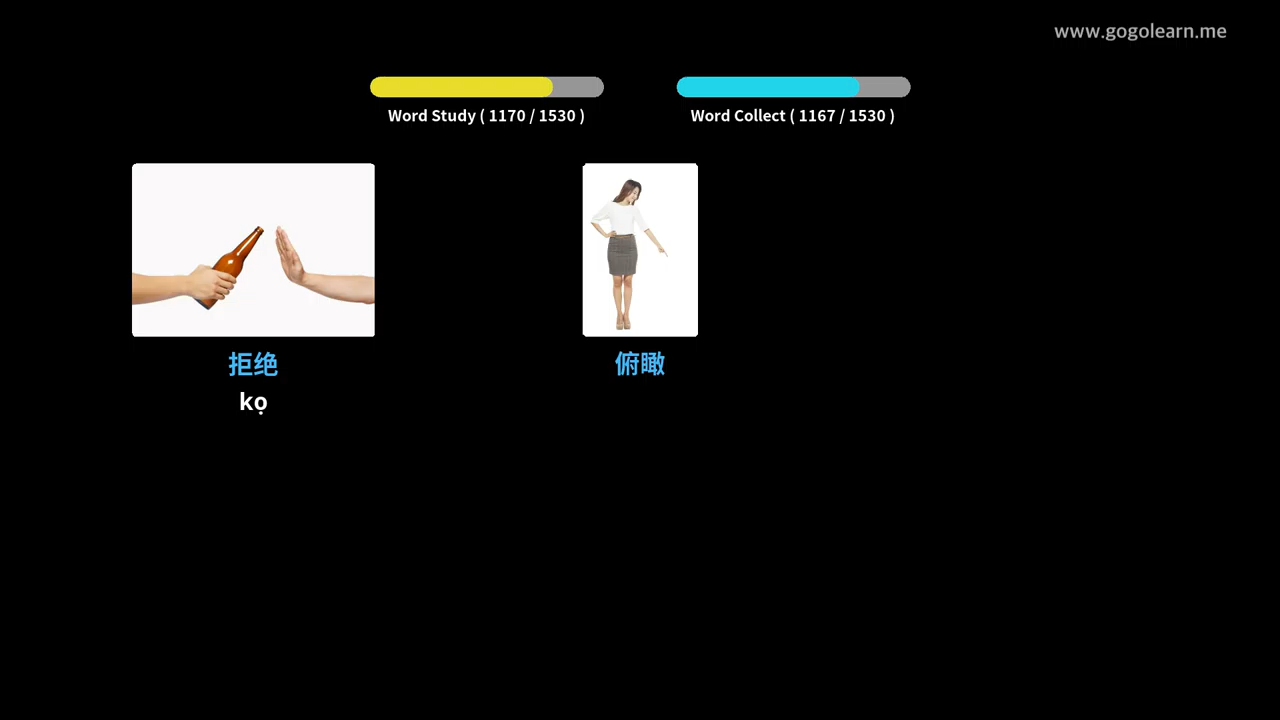 www.gogolearn.me
Word Study ( 1170 / 1530 )
Word Collect ( 1167 / 1530 )
拒绝
kọ
俯瞰